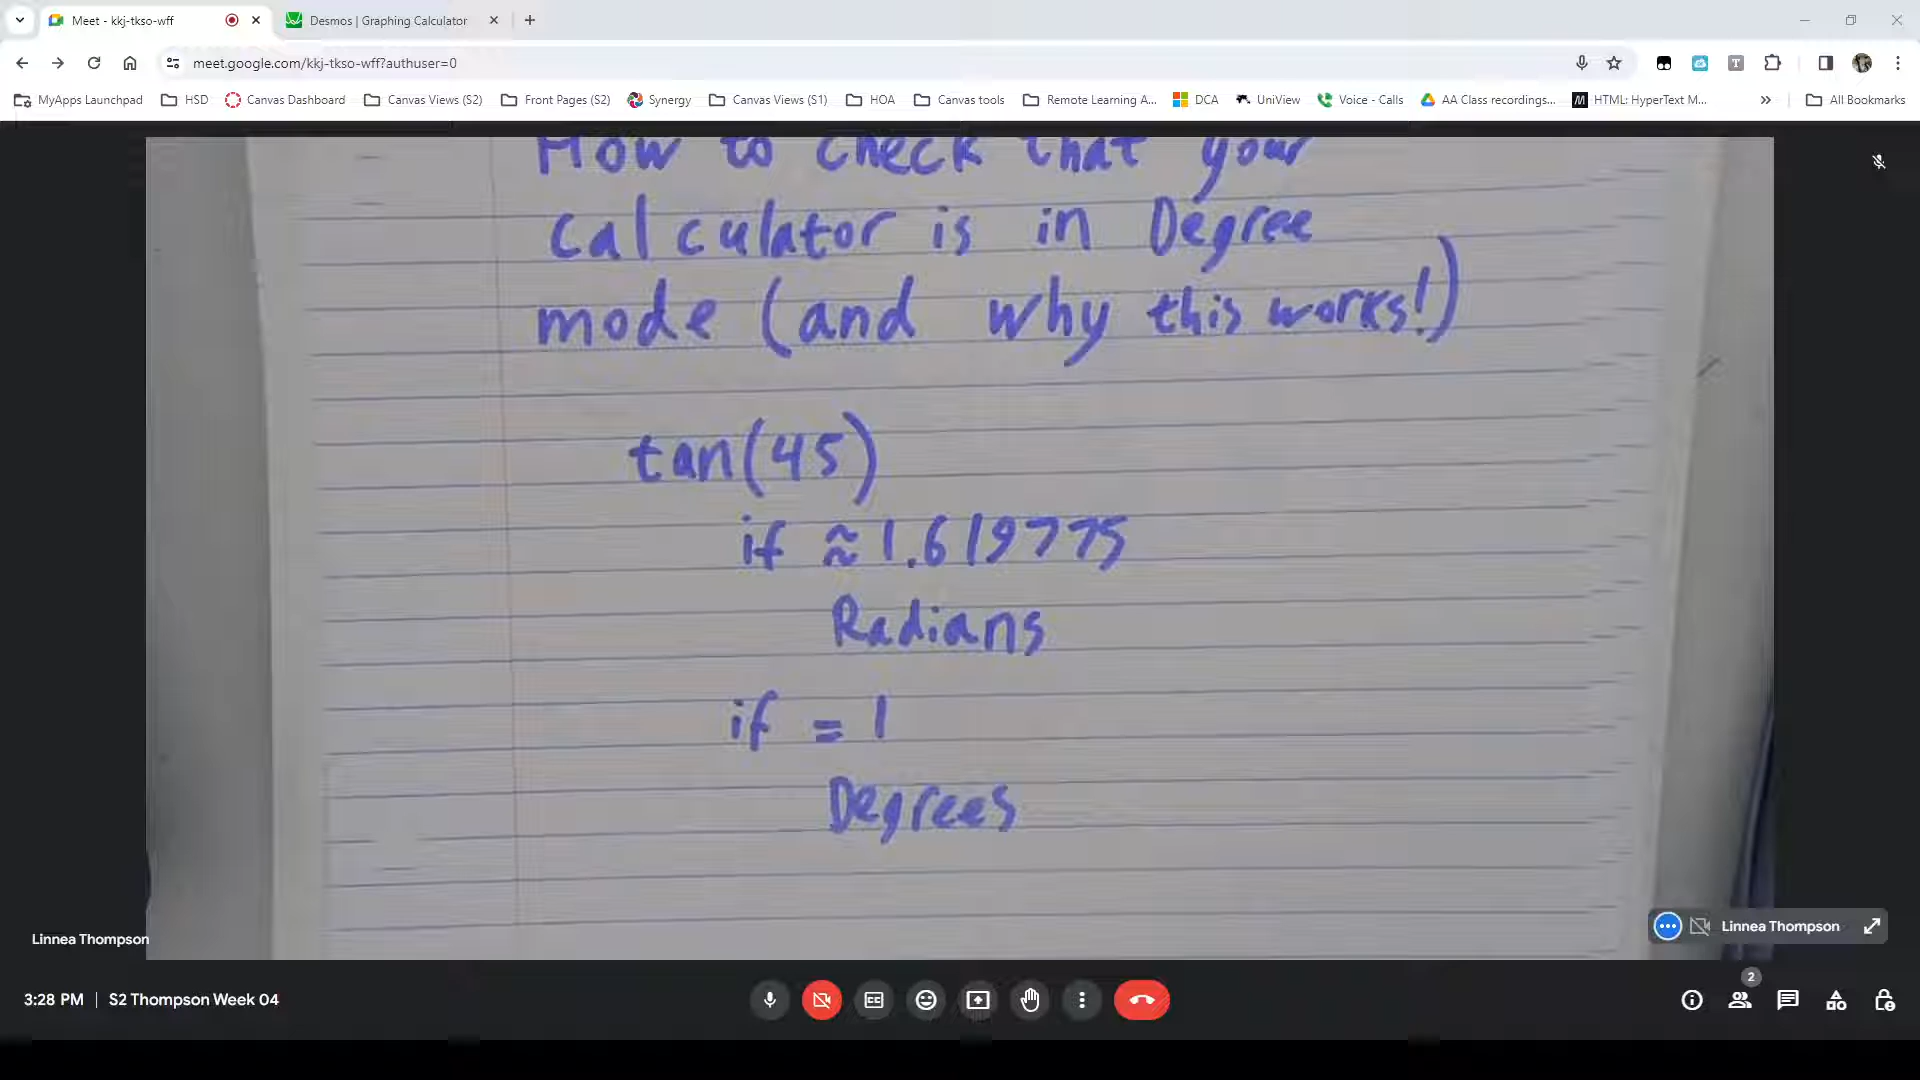 Meet - kkj-tkso-wff
Desmos | Graphing Calculator
meet.google.com/kkj-tkso-wff?authuser=0
MyApps Launchpad
HSD
Canvas Dashboard
Canvas Views (S2)
Front Pages (S2)
Synergy
Canvas Views (S1)
HOA
Canvas tools
Remote Learning A...
DCA
UniView
Voice - Calls
AA Class recordings...
HTML: HyperText M...
All Bookmarks
How to check that your
calculator is in Degree
mode (and why this works!)
tan(45)
if ≈ 1.619775
Radians
if = 1
Degrees
Linnea Thompson
Linnea Thompson
2
3:28 PM | S2 Thompson Week 04